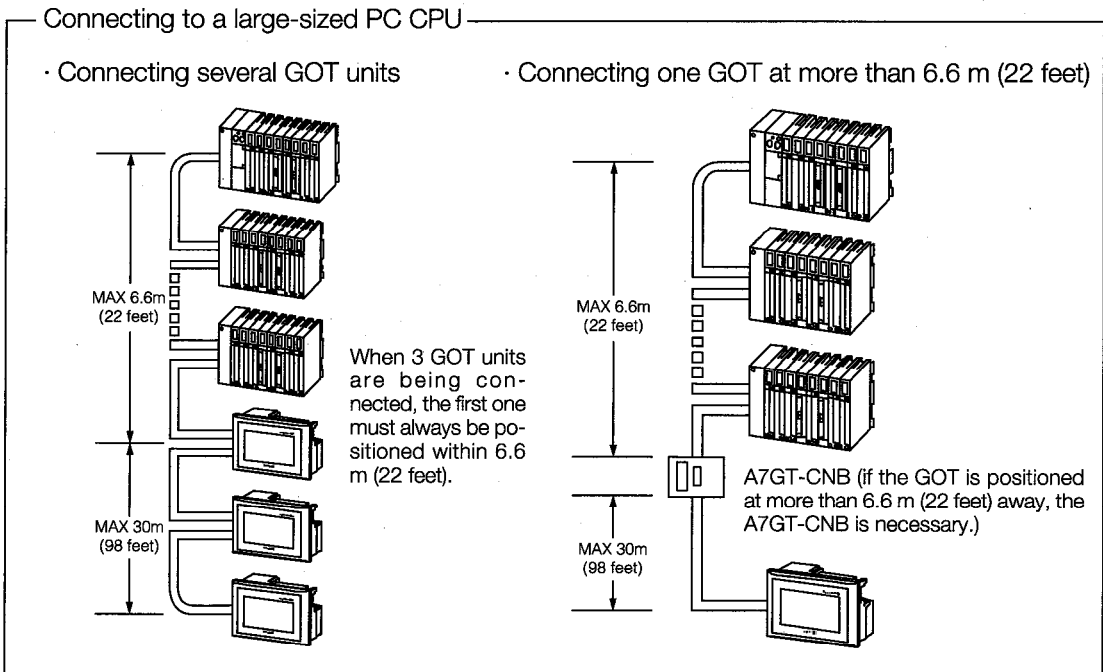 Connecting to a large-sized PC CPU
· Connecting several GOT units
MAX 6.6m
(22 feet)
When 3 GOT units
are being con-
nected, the first one
must always be po-
sitioned within 6.6
m (22 feet).
MAX 30m
(98 feet)
· Connecting one GOT at more than 6.6 m (22 feet)
MAX 6.6m
(22 feet)
A7GT-CNB (if the GOT is positioned
at more than 6.6 m (22 feet) away, the
A7GT-CNB is necessary.)
MAX 30m
(98 feet)